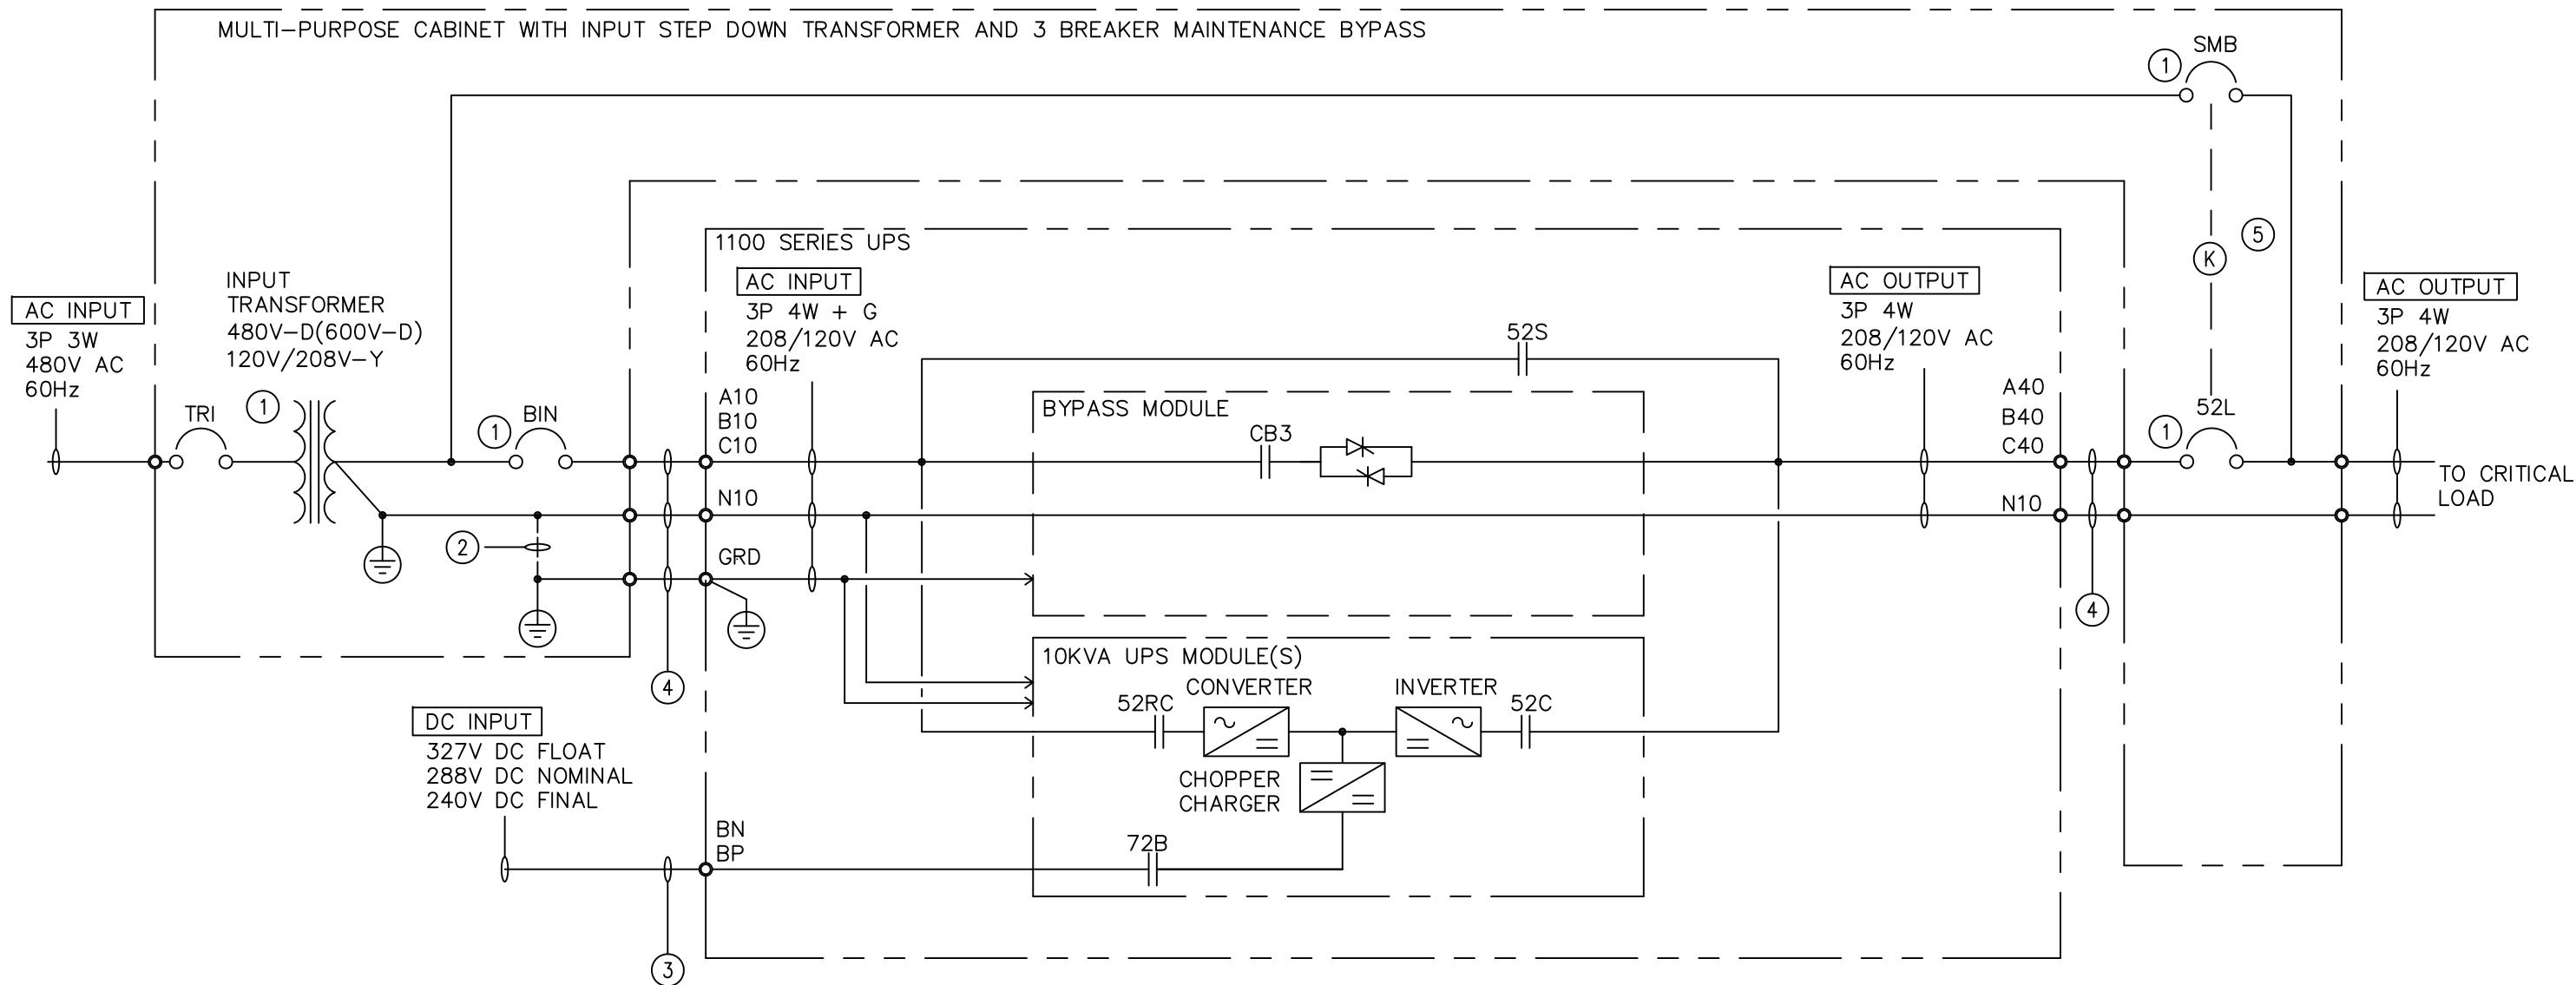 MULTI-PURPOSE CABINET WITH INPUT STEP DOWN TRANSFORMER AND 3 BREAKER MAINTENANCE BYPASS
SMB
1
1100 SERIES UPS
5
K
AC INPUT
3P 3W
480V AC
60Hz
INPUT
TRANSFORMER
480V-D(600V-D)
120V/208V-Y
1
TRI
1
BIN
AC INPUT
3P 4W + G
208/120V AC
60Hz
A10
B10
C10
N10
GRD
2
4
52S
BYPASS MODULE
CB3
AC OUTPUT
3P 4W
208/120V AC
60Hz
A40
B40
C40
N10
4
52L
1
AC OUTPUT
3P 4W
208/120V AC
60Hz
TO CRITICAL
LOAD
10KVA UPS MODULE(S)
CONVERTER
INVERTER
52RC
52C
CHOPPER
CHARGER
72B
DC INPUT
327V DC FLOAT
288V DC NOMINAL
240V DC FINAL
BN
BP
3